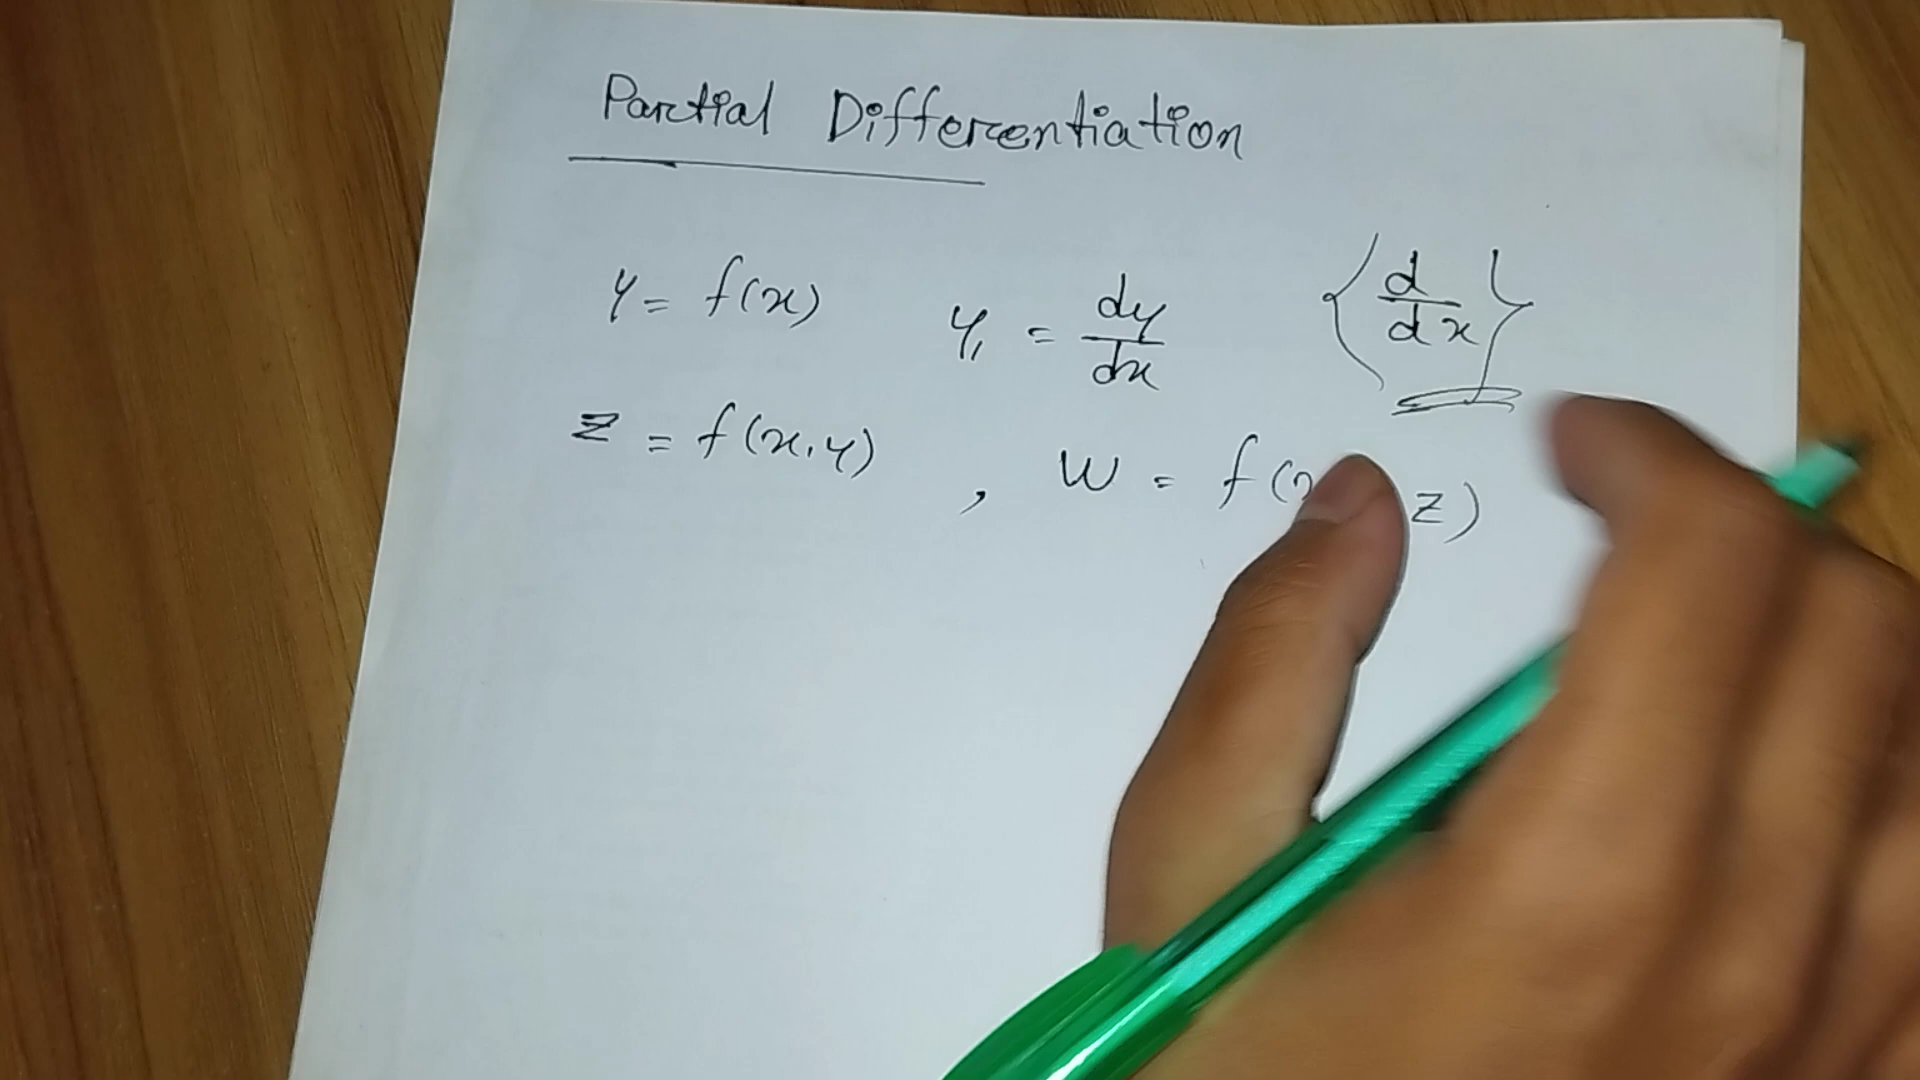 Partial Differentiation
y = f(x) y₁ = dy/dx { d/dx }
z = f(x,y) , w = f(x z)